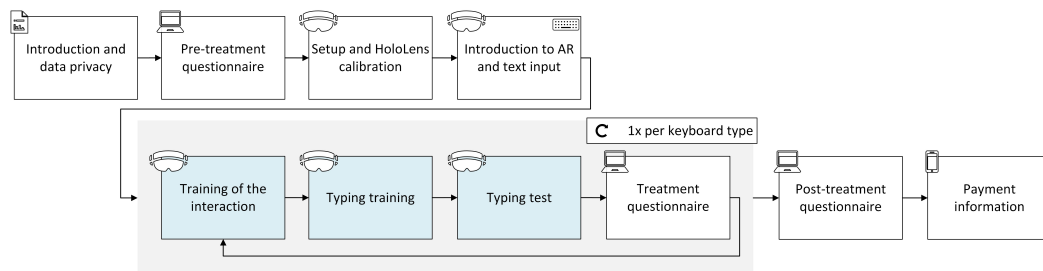 Introduction and
data privacy
Pre-treatment
questionnaire
Setup and HoloLens
calibration
Introduction to AR
and text input
1x per keyboard type
Training of the
interaction
Typing training
Typing test
Treatment
questionnaire
Post-treatment
questionnaire
Payment
information